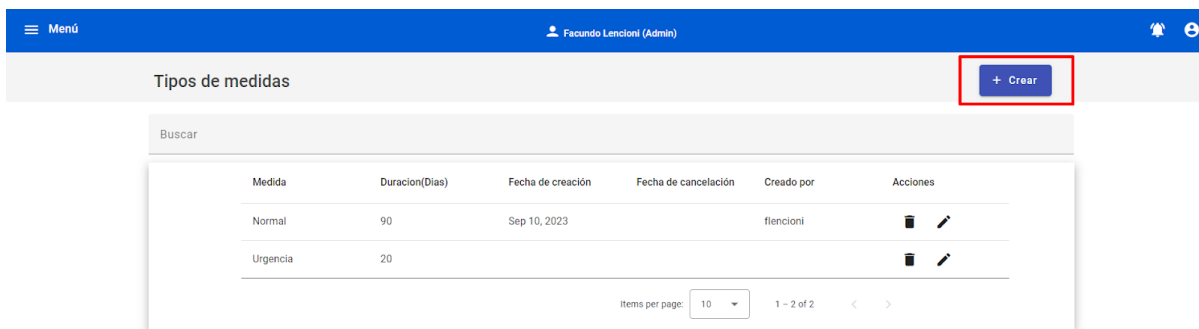 Menú
Facundo Lencioni (Admin)
Tipos de medidas
+ Crear
Buscar
Medida Duracion(Dias) Fecha de creación Fecha de cancelación Creado por Acciones
Normal 90 Sep 10, 2023 flencioni
Urgencia 20
Items per page: 10 1 – 2 of 2